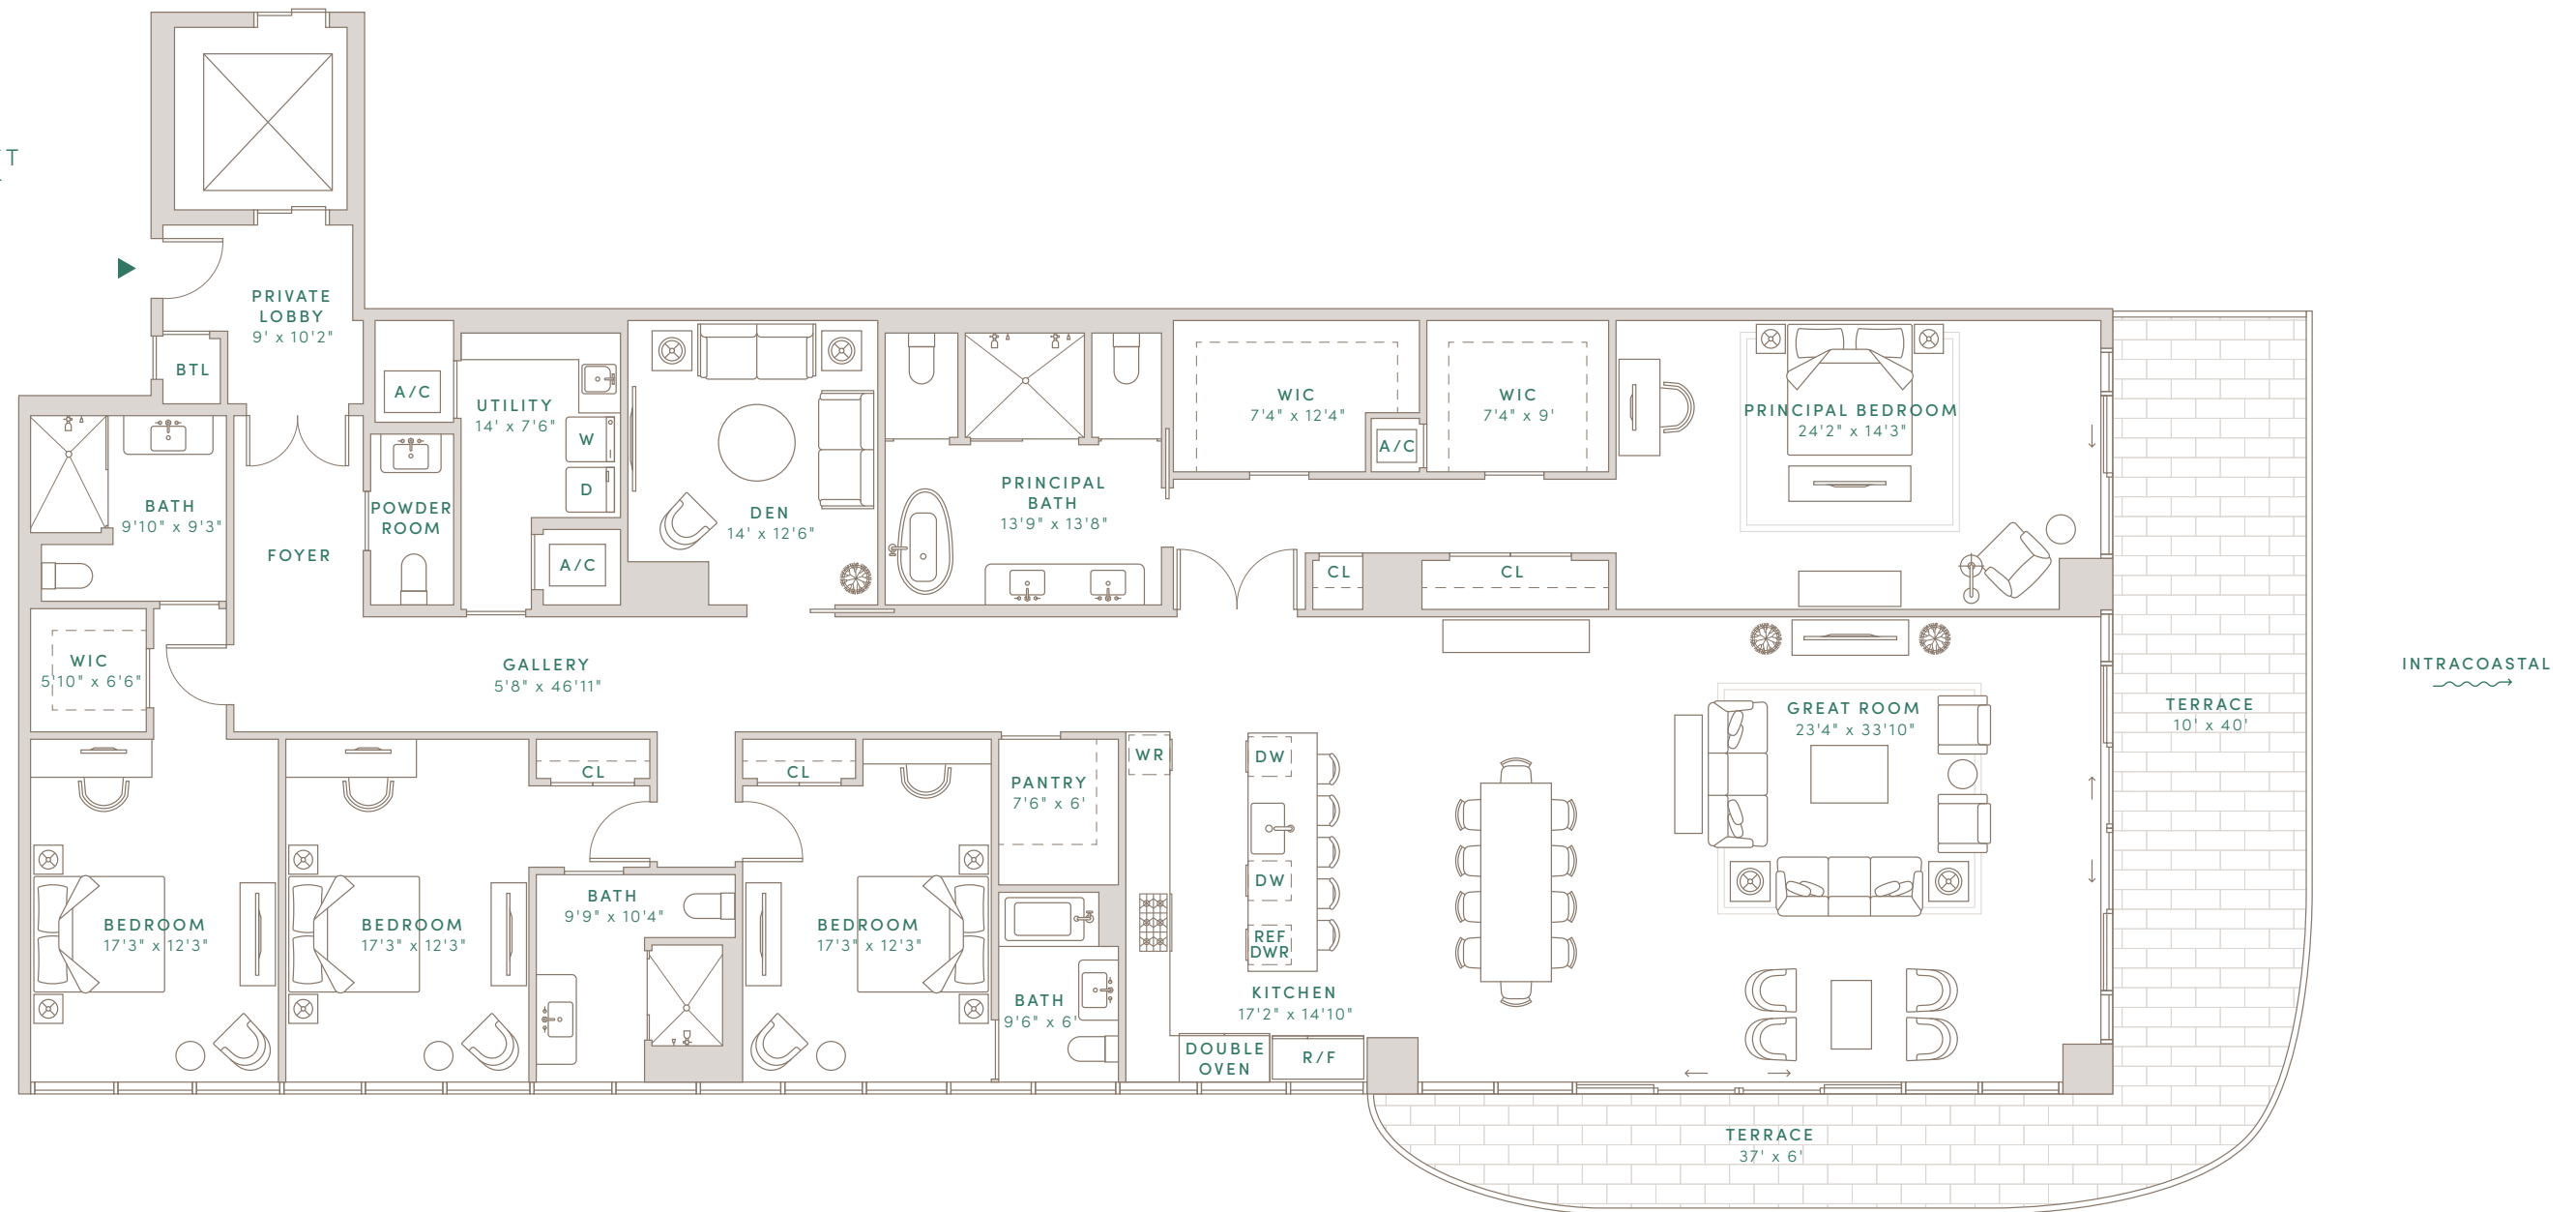 PRIVATE
LOBBY
9' x 10'2"
BTL
A/C
UTILITY
14' x 7'6"
W
D
A/C
POWDER
ROOM
BATH
9'10" x 9'3"
FOYER
DEN
14' x 12'6"
PRINCIPAL
BATH
13'9" x 13'8"
WIC
7'4" x 12'4"
A/C
WIC
7'4" x 9'
PRINCIPAL BEDROOM
24'2" x 14'3"
CL
CL
WIC
5'10" x 6'6"
GALLERY
5'8" x 46'11"
GREAT ROOM
23'4" x 33'10"
TERRACE
10' x 40'
INTRACOASTAL
CL
CL
PANTRY
7'6" x 6'
WR
DW
DW
REF
DWR
BEDROOM
17'3" x 12'3"
BEDROOM
17'3" x 12'3"
BATH
9'9" x 10'4"
BEDROOM
17'3" x 12'3"
BATH
9'6" x 6'
KITCHEN
17'2" x 14'10"
DOUBLE
OVEN
R/F
TERRACE
37' x 6'